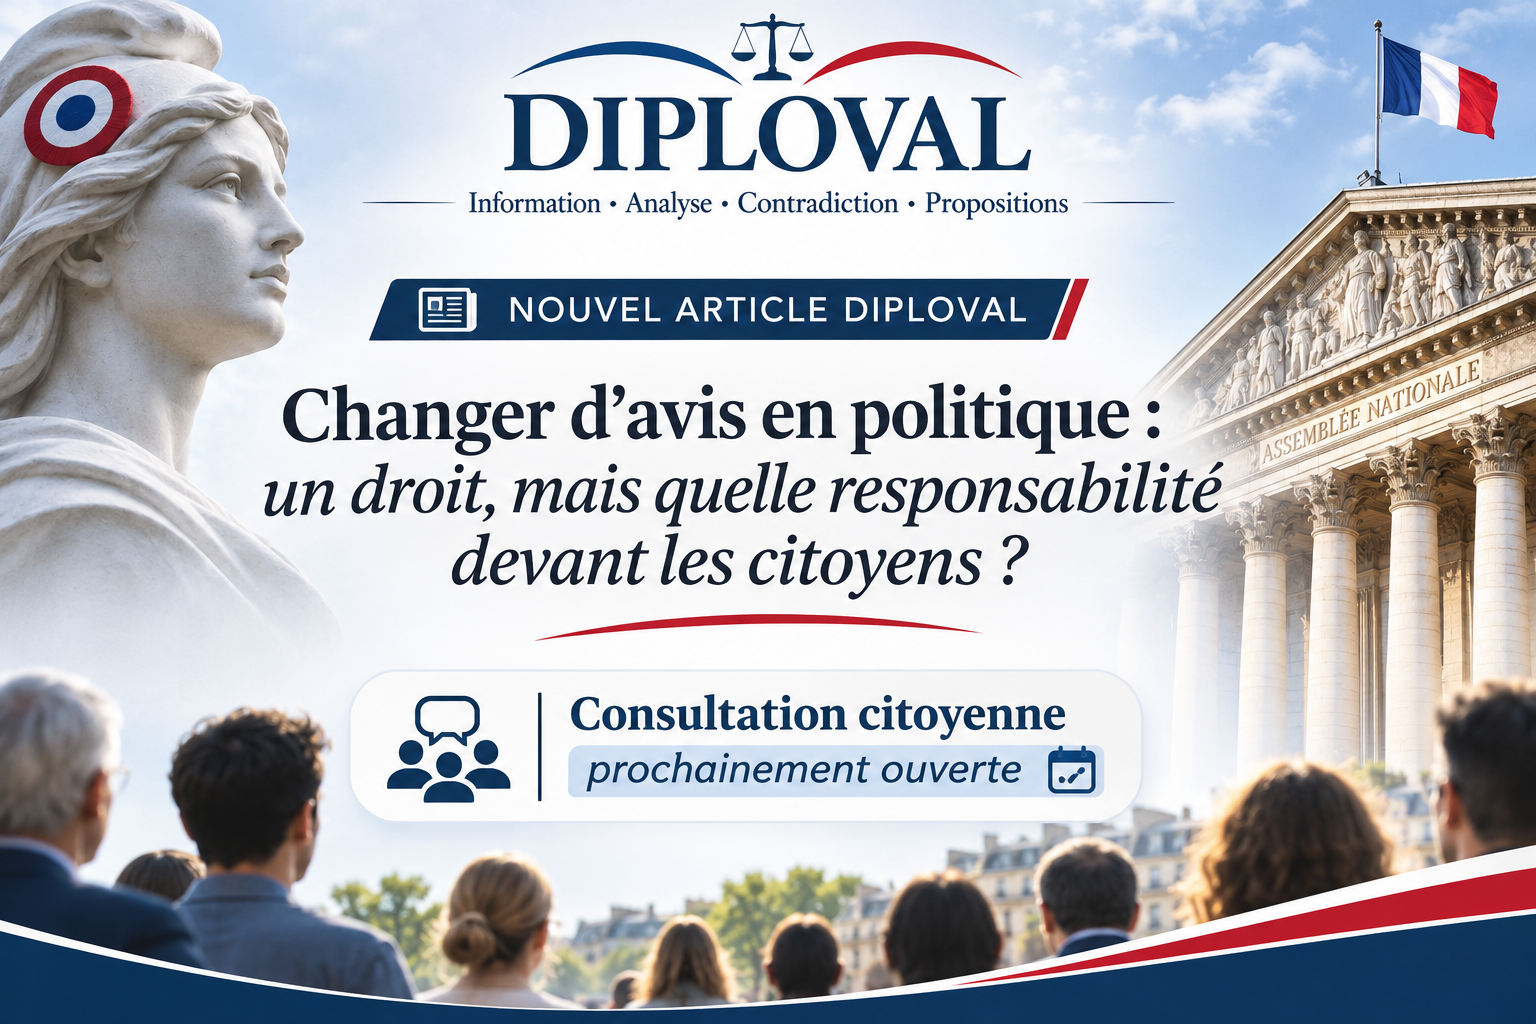 DIPLOVAL
Information • Analyse • Contradiction • Propositions
NOUVEL ARTICLE DIPLOVAL
Changer d’avis en politique :
un droit, mais quelle responsabilité
devant les citoyens ?
ASSEMBLÉE NATIONALE
Consultation citoyenne
prochainement ouverte